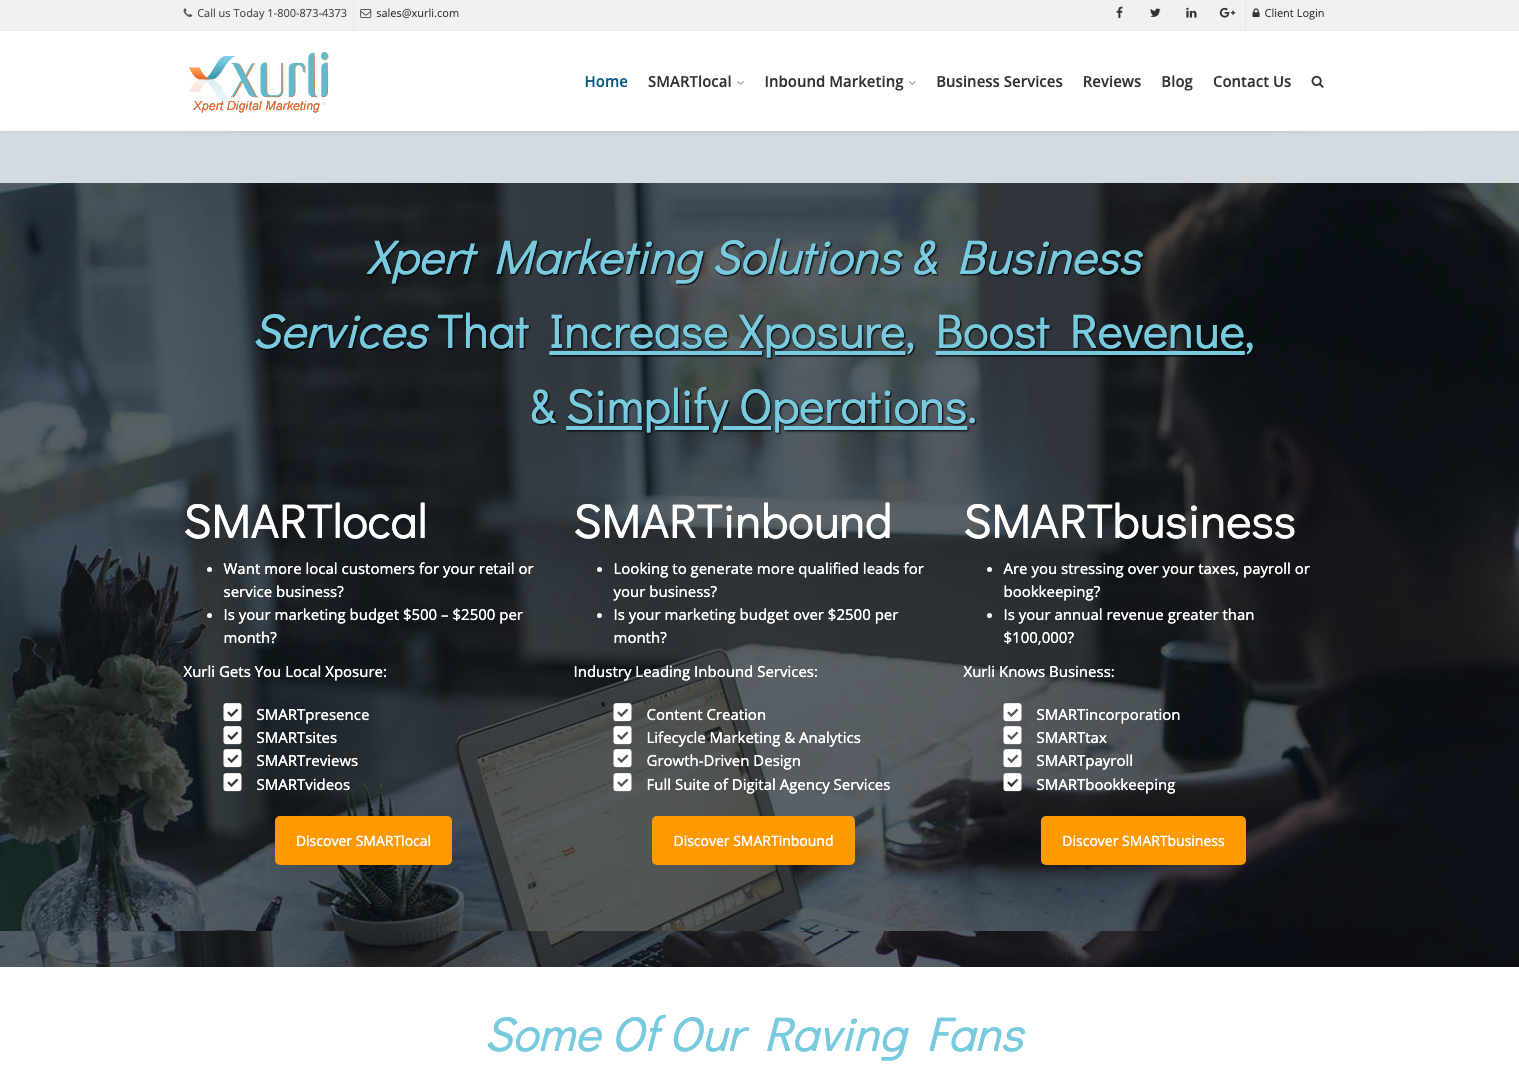 Call us Today 1-800-873-4373
sales@xurli.com
Client Login
xurli
Xpert Digital Marketing
Home
SMARTlocal
Inbound Marketing
Business Services
Reviews
Blog
Contact Us
Xpert Marketing Solutions & Business
Services That Increase Xposure, Boost Revenue,
& Simplify Operations.
SMARTlocal
Want more local customers for your retail or
service business?
Is your marketing budget $500 – $2500 per
month?
Xurli Gets You Local Xposure:
SMARTpresence
SMARTsites
SMARTreviews
SMARTvideos
Discover SMARTlocal
SMARTinbound
Looking to generate more qualified leads for
your business?
Is your marketing budget over $2500 per
month?
Industry Leading Inbound Services:
Content Creation
Lifecycle Marketing & Analytics
Growth-Driven Design
Full Suite of Digital Agency Services
Discover SMARTinbound
SMARTbusiness
Are you stressing over your taxes, payroll or
bookkeeping?
Is your annual revenue greater than
$100,000?
Xurli Knows Business:
SMARTincorporation
SMARTtax
SMARTpayroll
SMARTbookkeeping
Discover SMARTbusiness
Some Of Our Raving Fans